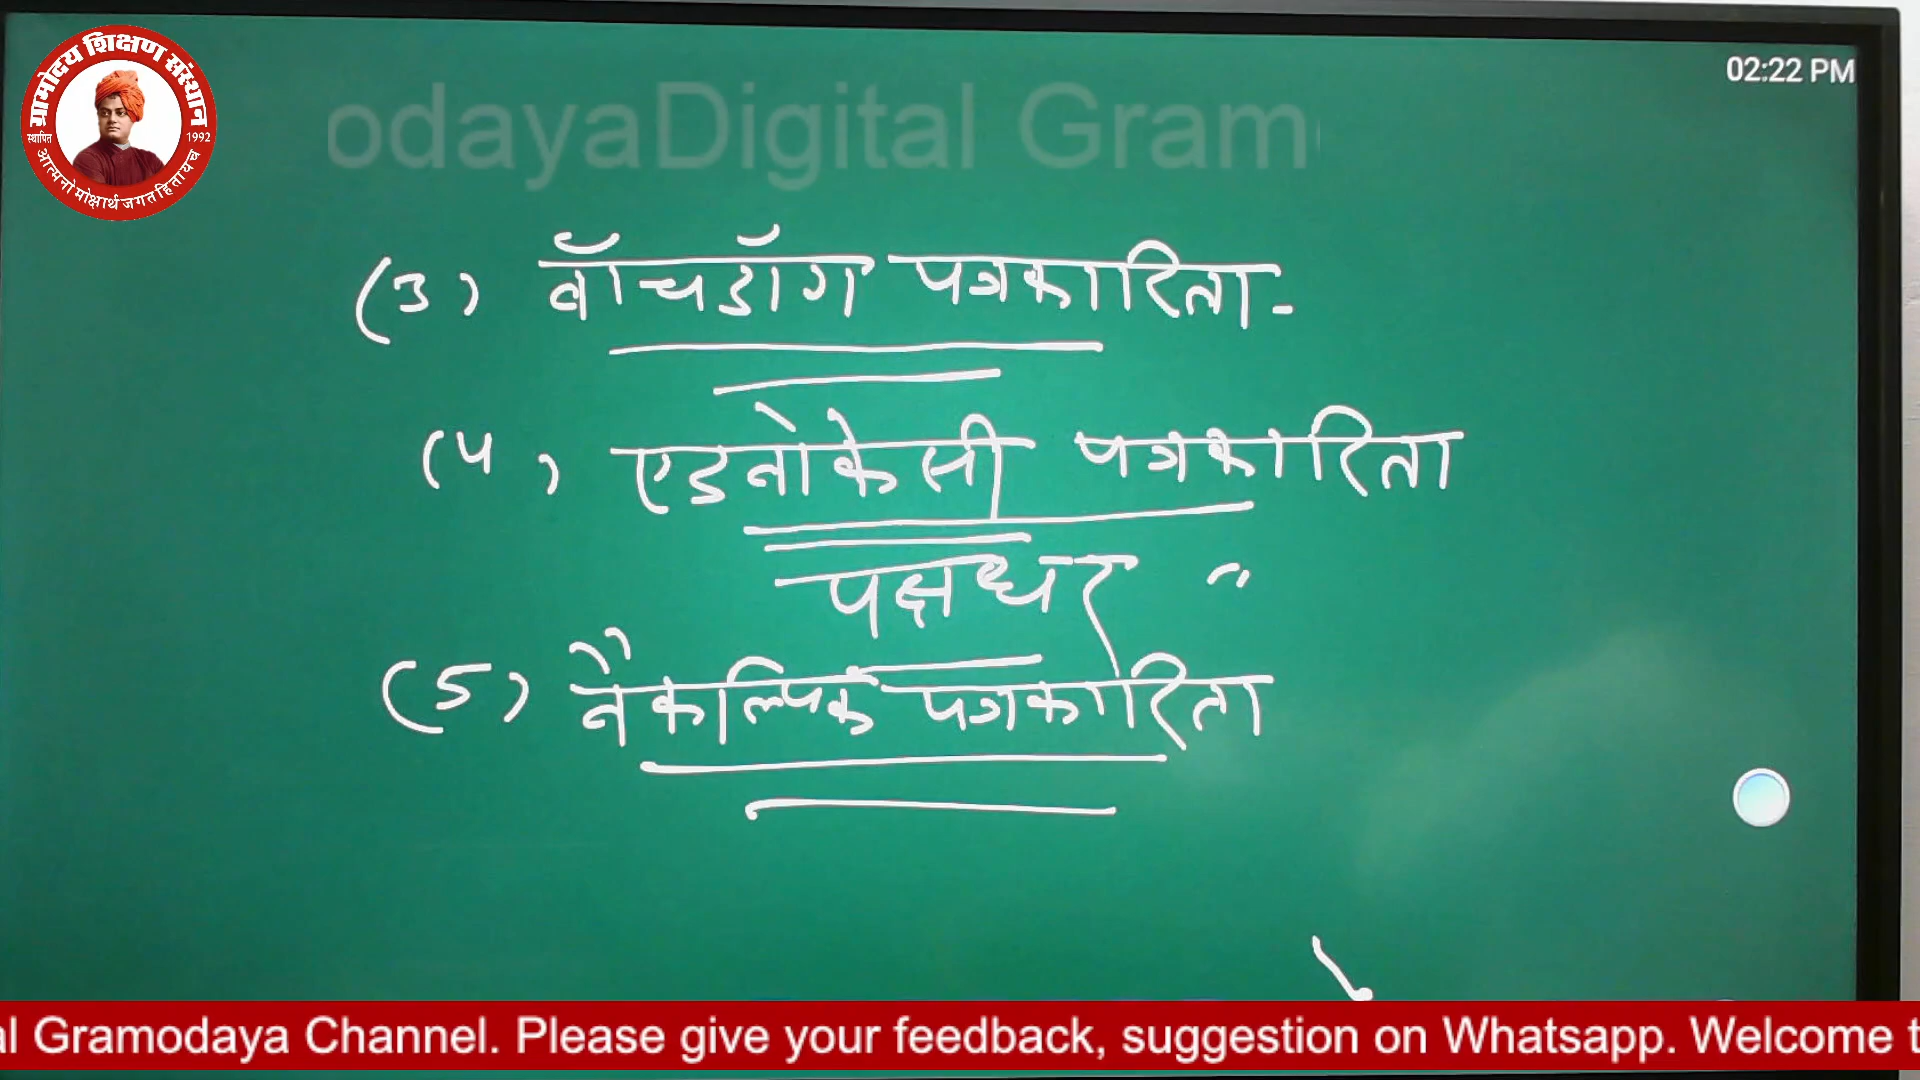 ग्रामोदय शिक्षण संस्थान
स्थापित 1992
आत्मनो मोक्षार्थ जगत हिताय च
02:22 PM
odayaDigital Gram
(3) वॉचडॉग पत्रकारिता -
(4) एडवोकेसी पत्रकारिता
पक्षधर "
(5) वैकल्पिक पत्रकारिता
al Gramodaya Channel. Please give your feedback, suggestion on Whatsapp. Welcome t